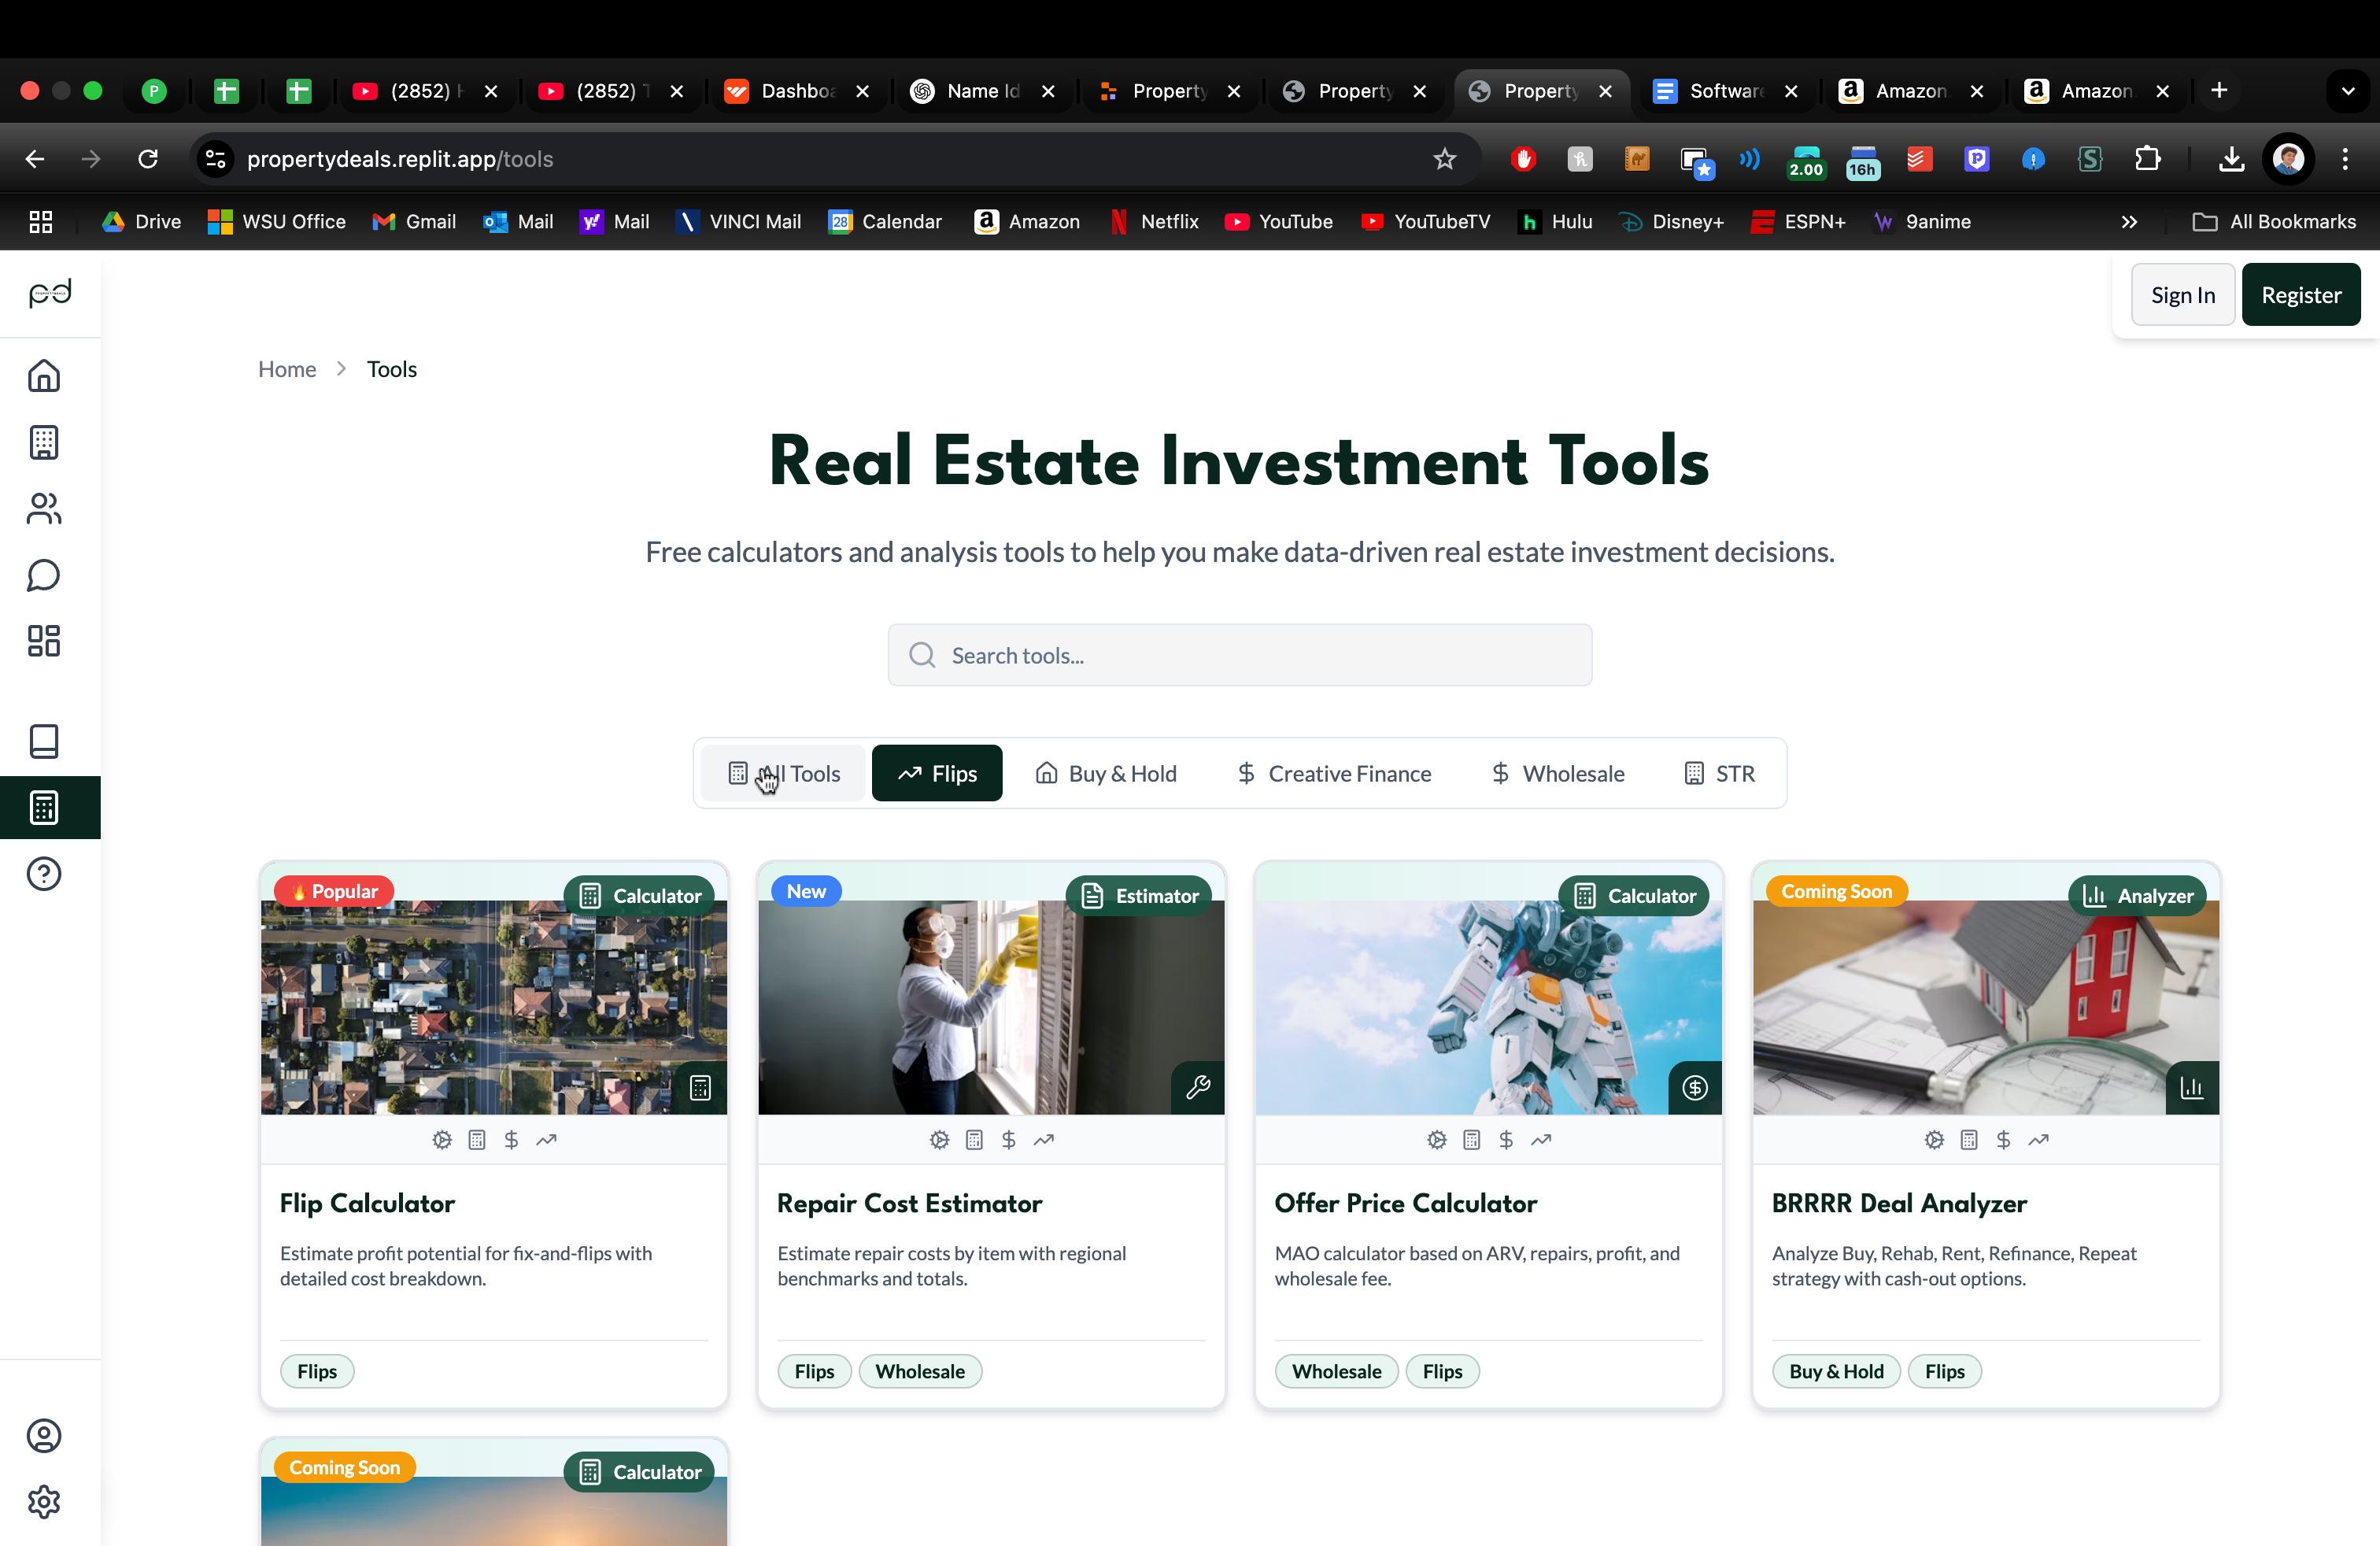 (2852) H
(2852) T
Dashboa
Name Id
Property
Property
Property
Software
Amazon
Amazon
propertydeals.replit.app/tools
2.00
16h
Drive
WSU Office
Gmail
Mail
Mail
VINCI Mail
28
Calendar
Amazon
Netflix
YouTube
YouTubeTV
Hulu
Disney+
ESPN+
9anime
All Bookmarks
pd
Sign In
Register
Home
Tools
Real Estate Investment Tools
Free calculators and analysis tools to help you make data-driven real estate investment decisions.
Search tools...
All Tools
Flips
Buy & Hold
Creative Finance
Wholesale
STR
Popular
Calculator
New
Estimator
Calculator
Coming Soon
Analyzer
Flip Calculator
Estimate profit potential for fix-and-flips with
detailed cost breakdown.
Flips
Repair Cost Estimator
Estimate repair costs by item with regional
benchmarks and totals.
Flips
Wholesale
Offer Price Calculator
MAO calculator based on ARV, repairs, profit, and
wholesale fee.
Wholesale
Flips
BRRRR Deal Analyzer
Analyze Buy, Rehab, Rent, Refinance, Repeat
strategy with cash-out options.
Buy & Hold
Flips
Coming Soon
Calculator